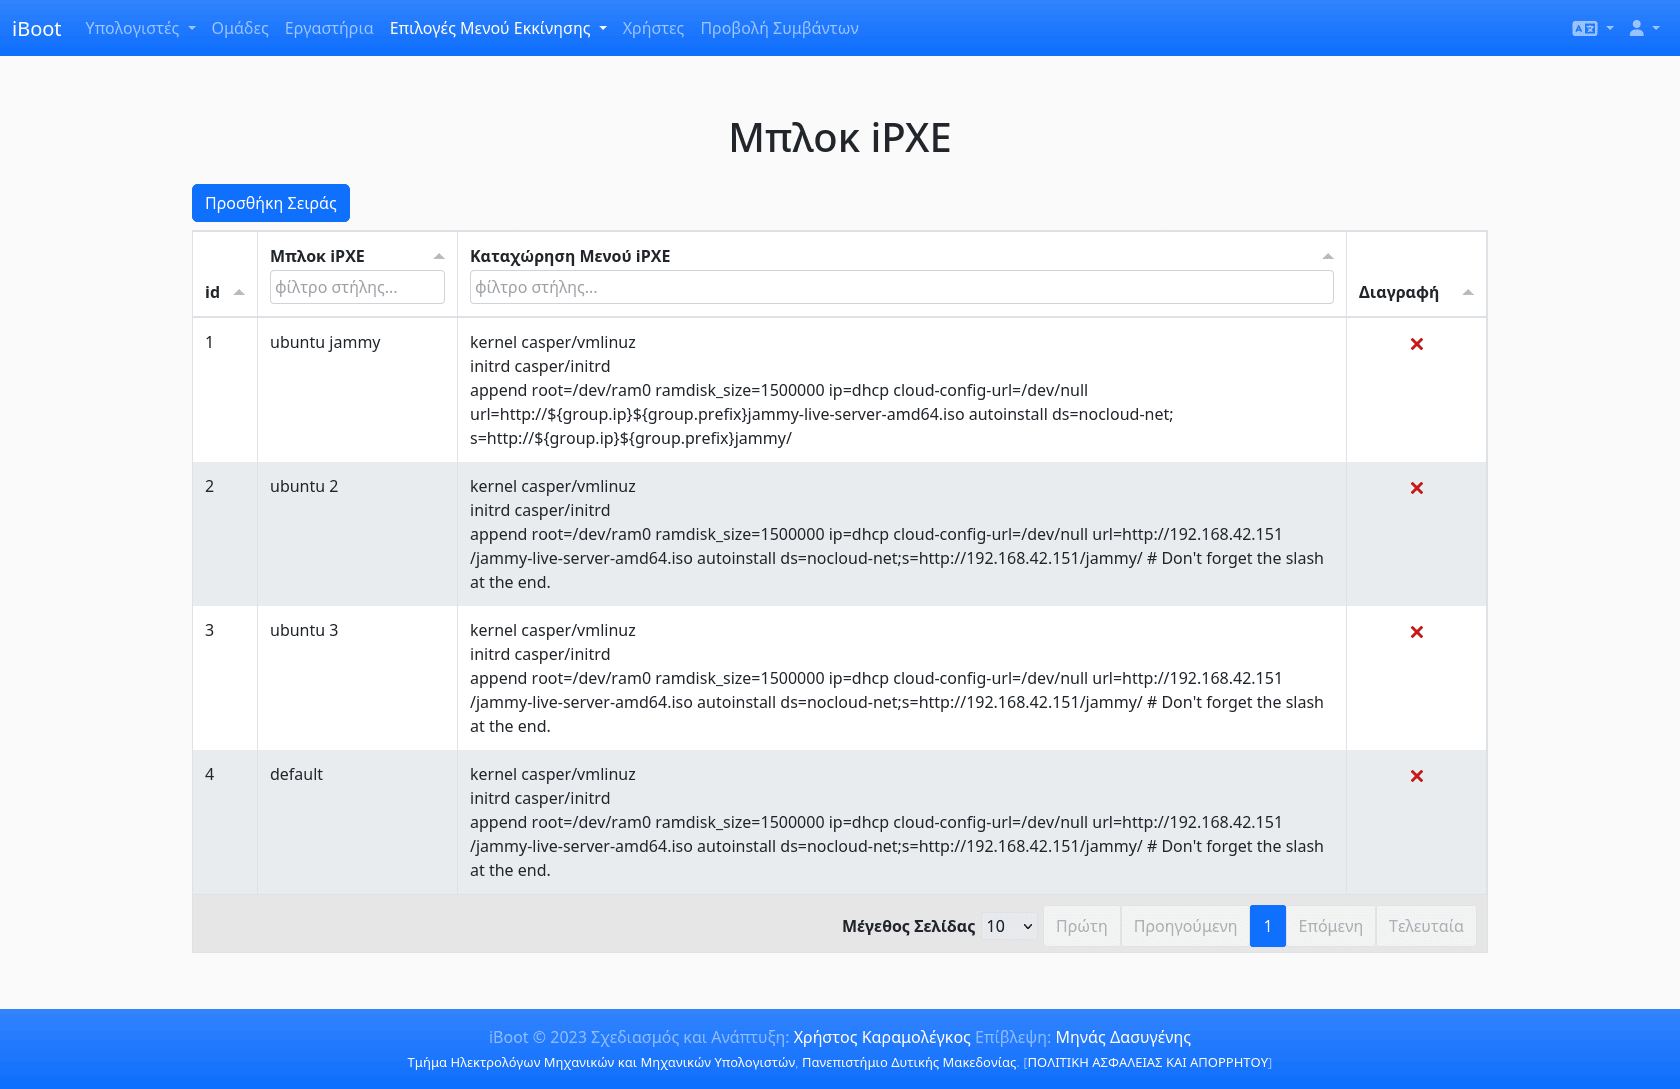 iBoot Υπολογιστές Ομάδες Εργαστήρια Επιλογές Μενού Εκκίνησης Χρήστες Προβολή Συμβάντων
Μπλοκ iPXE
Προσθήκη Σειράς
id Μπλοκ iPXE Καταχώρηση Μενού iPXE Διαγραφή
φίλτρο στήλης... φίλτρο στήλης...
1 ubuntu jammy kernel casper/vmlinuz
initrd casper/initrd
append root=/dev/ram0 ramdisk_size=1500000 ip=dhcp cloud-config-url=/dev/null
url=http://${group.ip}${group.prefix}jammy-live-server-amd64.iso autoinstall ds=nocloud-net;
s=http://${group.ip}${group.prefix}jammy/
2 ubuntu 2 kernel casper/vmlinuz
initrd casper/initrd
append root=/dev/ram0 ramdisk_size=1500000 ip=dhcp cloud-config-url=/dev/null url=http://192.168.42.151
/jammy-live-server-amd64.iso autoinstall ds=nocloud-net;s=http://192.168.42.151/jammy/ # Don't forget the slash
at the end.
3 ubuntu 3 kernel casper/vmlinuz
initrd casper/initrd
append root=/dev/ram0 ramdisk_size=1500000 ip=dhcp cloud-config-url=/dev/null url=http://192.168.42.151
/jammy-live-server-amd64.iso autoinstall ds=nocloud-net;s=http://192.168.42.151/jammy/ # Don't forget the slash
at the end.
4 default kernel casper/vmlinuz
initrd casper/initrd
append root=/dev/ram0 ramdisk_size=1500000 ip=dhcp cloud-config-url=/dev/null url=http://192.168.42.151
/jammy-live-server-amd64.iso autoinstall ds=nocloud-net;s=http://192.168.42.151/jammy/ # Don't forget the slash
at the end.
Μέγεθος Σελίδας 10 Πρώτη Προηγούμενη 1 Επόμενη Τελευταία
iBoot © 2023 Σχεδιασμός και Ανάπτυξη: Χρήστος Καραμολέγκος Επίβλεψη: Μηνάς Δασυγένης
Τμήμα Ηλεκτρολόγων Μηχανικών και Μηχανικών Υπολογιστών, Πανεπιστήμιο Δυτικής Μακεδονίας. [ΠΟΛΙΤΙΚΗ ΑΣΦΑΛΕΙΑΣ ΚΑΙ ΑΠΟΡΡΗΤΟΥ]